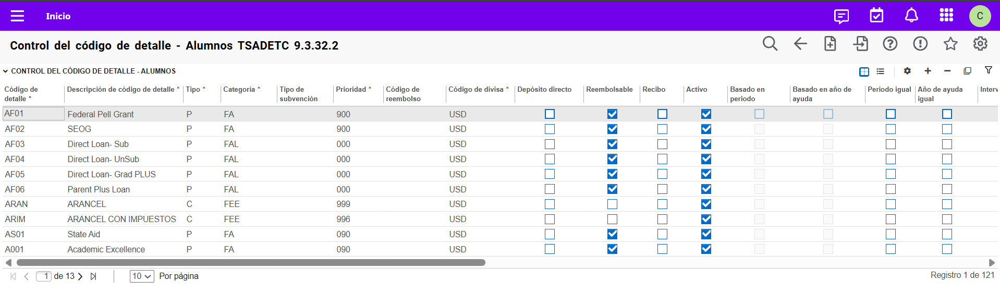 Inicio
C
Control del código de detalle - Alumnos TSADETC 9.3.32.2
CONTROL DEL CÓDIGO DE DETALLE - ALUMNOS
Código de detalle * Descripción de código de detalle * Tipo * Categoría * Tipo de subvención Prioridad * Código de reembolso Código de divisa * Depósito directo Reembolsable Recibo Activo Basado en periodo Basado en año de ayuda Periodo igual Año de ayuda igual Interv
AF01 Federal Pell Grant P FA 900 USD
AF02 SEOG P FA 900 USD
AF03 Direct Loan- Sub P FAL 000 USD
AF04 Direct Loan- UnSub P FAL 000 USD
AF05 Direct Loan- Grad PLUS P FAL 000 USD
AF06 Parent Plus Loan P FAL 000 USD
ARAN ARANCEL C FEE 999 USD
ARIM ARANCEL CON IMPUESTOS C FEE 996 USD
AS01 State Aid P FA 090 USD
A001 Academic Excellence P FA 090 USD
1 de 13 10 Por página Registro 1 de 121